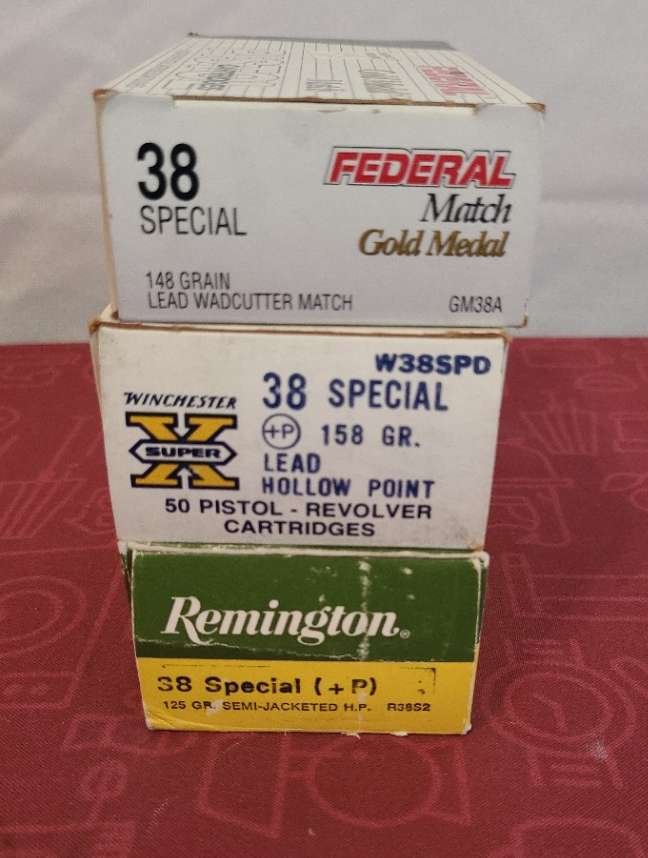 38
SPECIAL
FEDERAL
Match
Gold Medal
148 GRAIN
LEAD WADCUTTER MATCH
GM38A
W38SPD
WINCHESTER
SUPER
X
38 SPECIAL
+P 158 GR.
LEAD
HOLLOW POINT
50 PISTOL - REVOLVER
CARTRIDGES
Remington®
38 Special (+P)
125 GR. SEMI-JACKETED H.P. R38S2